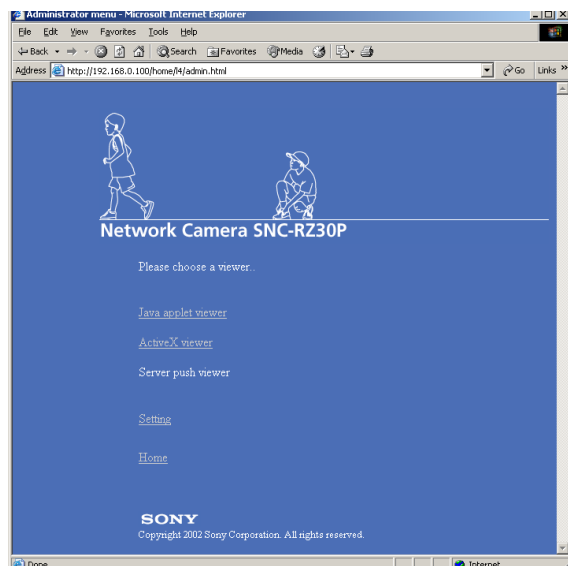 Administrator menu - Microsoft Internet Explorer
File Edit View Favorites Tools Help
Back Search Favorites Media
Address http://192.168.0.100/home/l4/admin.html Go Links »
Network Camera SNC-RZ30P
Please choose a viewer..
Java applet viewer
ActiveX viewer
Server push viewer
Setting
Home
SONY
Copyright 2002 Sony Corporation. All rights reserved.
Done Internet